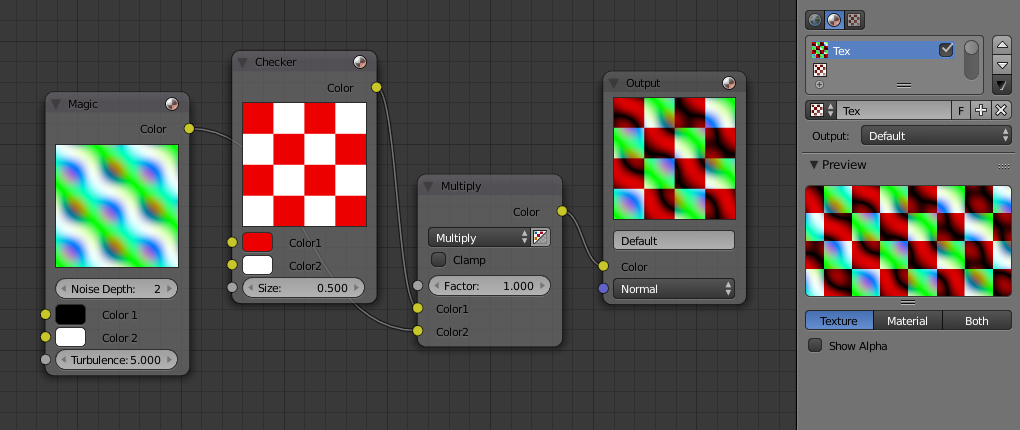 Magic
Color
Noise Depth: 2
Color 1
Color 2
Turbulence: 5.000
Checker
Color
Color1
Color2
Size: 0.500
Multiply
Color
Multiply
Clamp
Factor: 1.000
Color1
Color2
Output
Default
Color
Normal
Tex
Tex F
Output: Default
Preview
Texture Material Both
Show Alpha